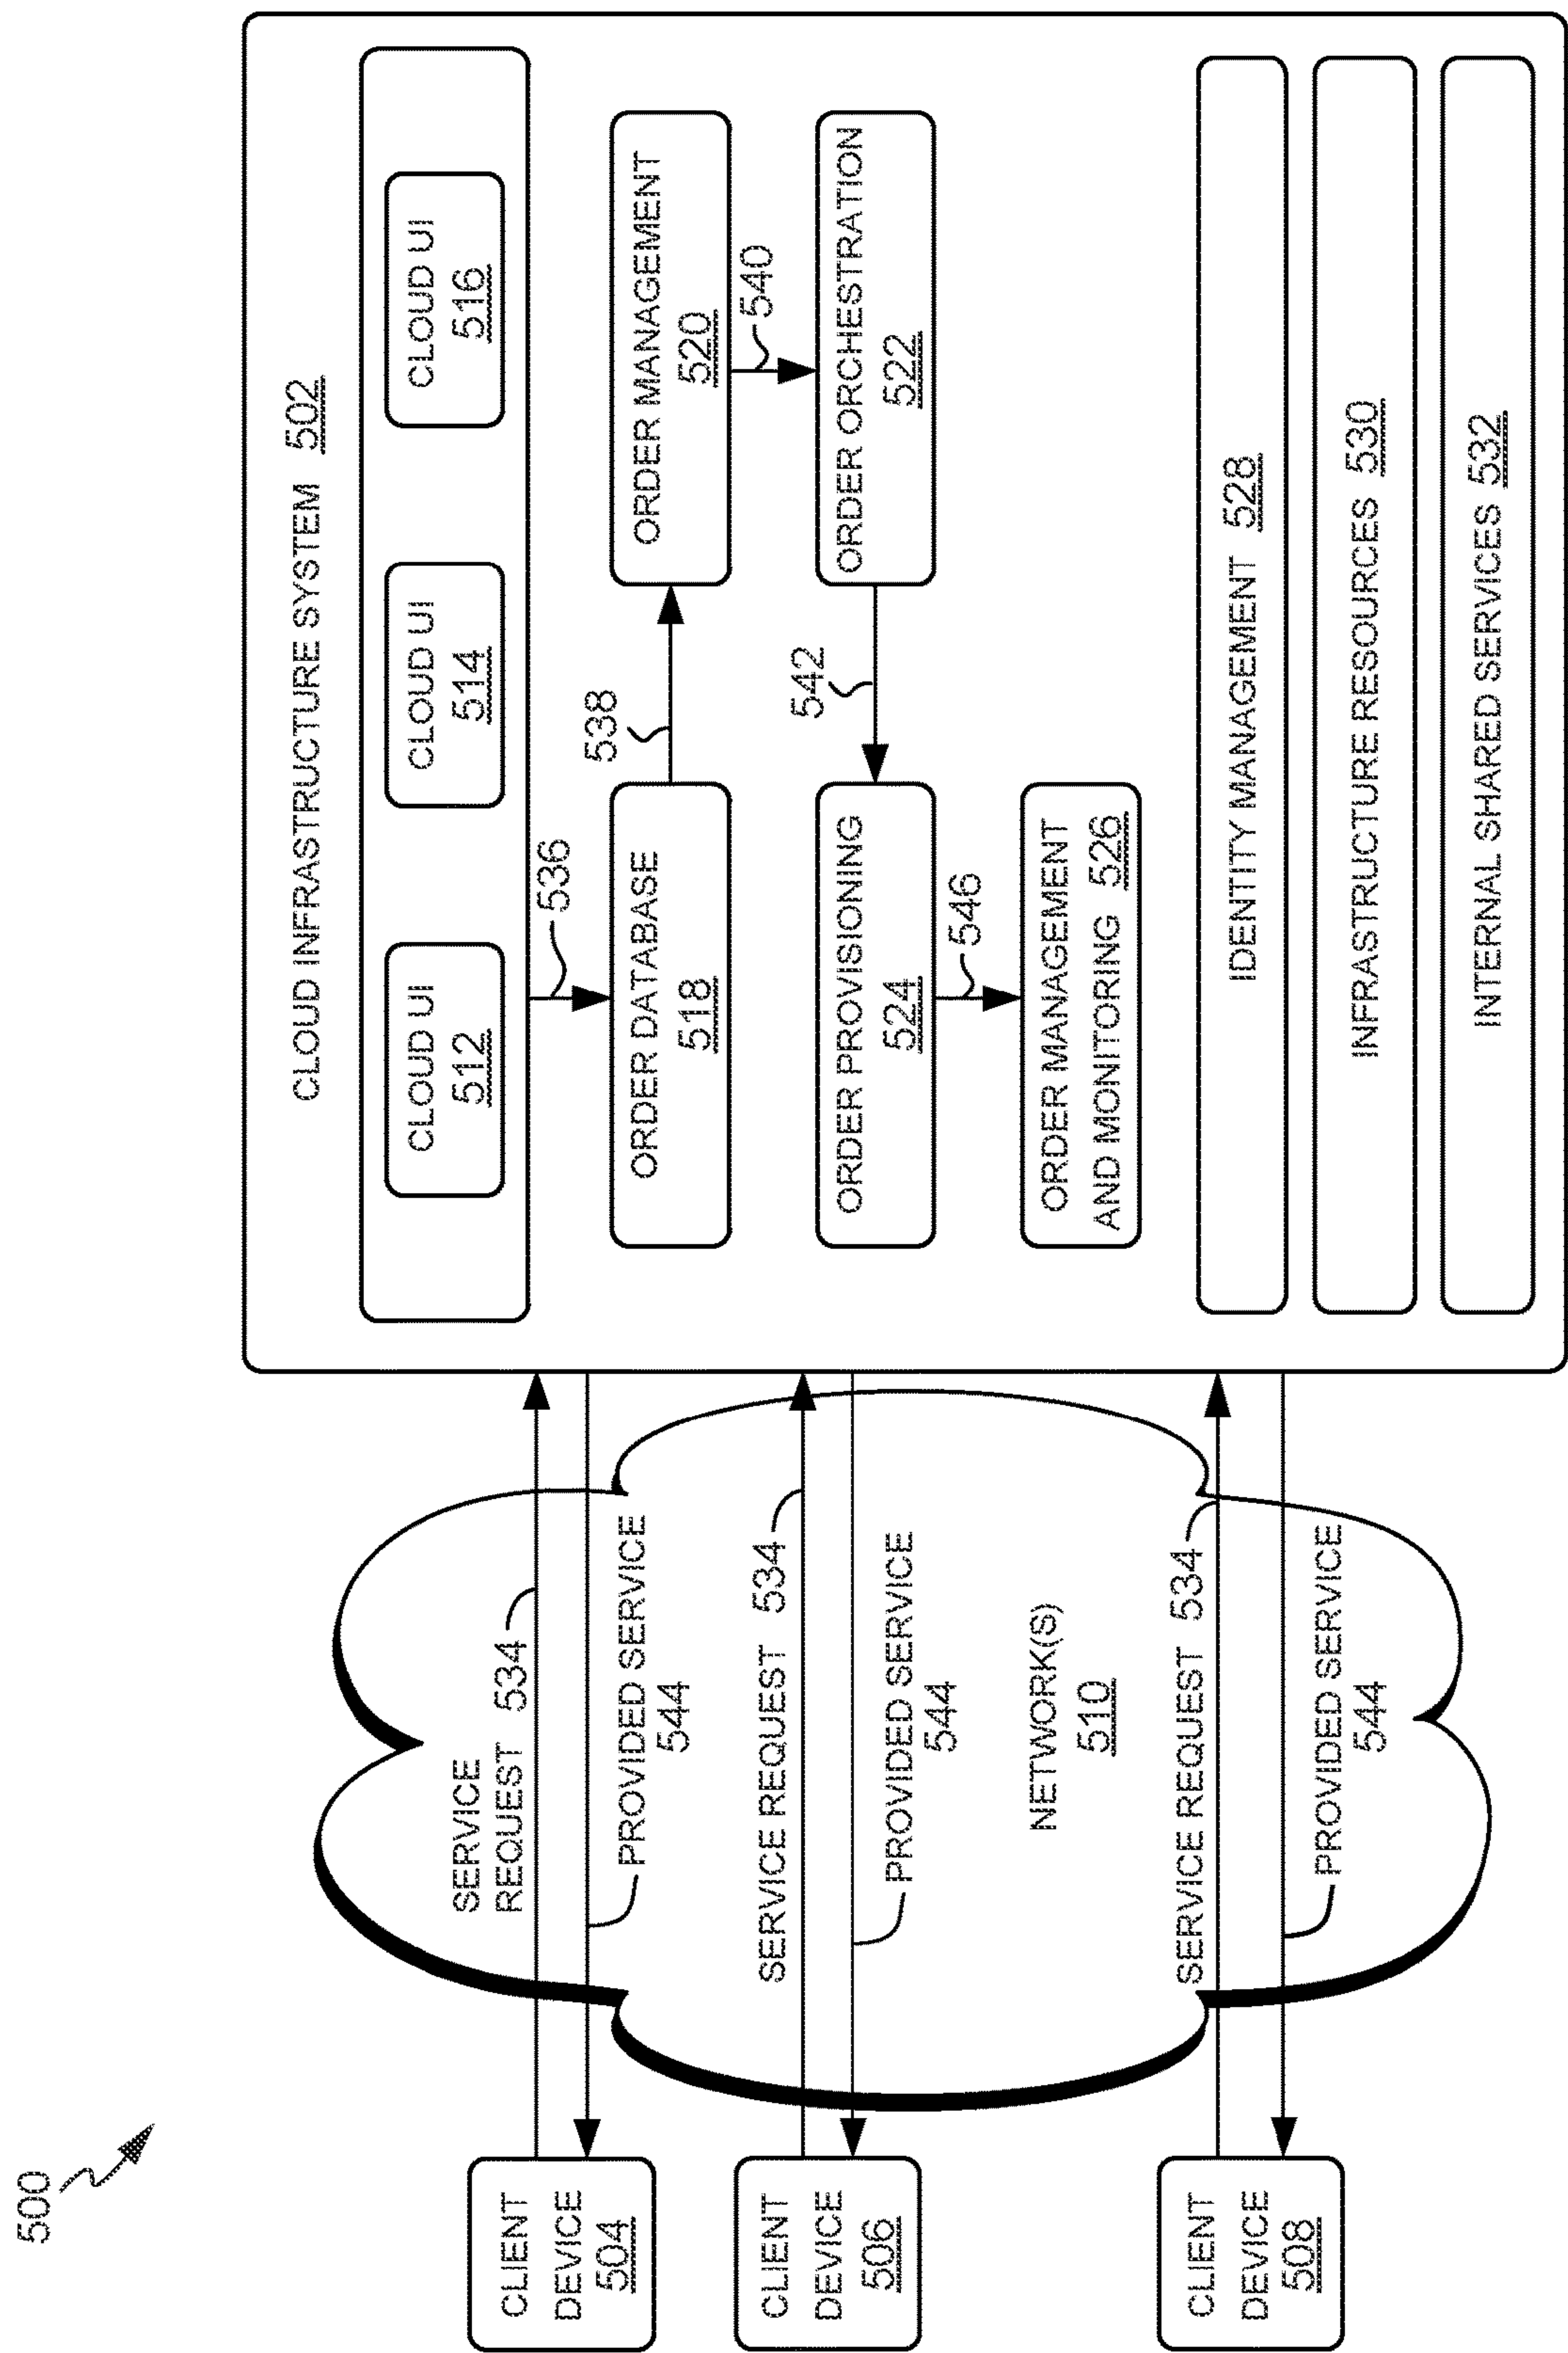 500
CLOUD INFRASTRUCTURE SYSTEM 502
CLOUD UI
512
CLOUD UI
514
CLOUD UI
516
536
ORDER DATABASE
518
538
ORDER MANAGEMENT
520
540
ORDER PROVISIONING
524
542
ORDER ORCHESTRATION
522
546
ORDER MANAGEMENT
AND MONITORING 526
IDENTITY MANAGEMENT 528
INFRASTRUCTURE RESOURCES 530
INTERNAL SHARED SERVICES 532
CLIENT
DEVICE
504
SERVICE
REQUEST 534
PROVIDED SERVICE
544
CLIENT
DEVICE
506
SERVICE REQUEST 534
PROVIDED SERVICE
544
NETWORK(S)
510
CLIENT
DEVICE
508
SERVICE REQUEST 534
PROVIDED SERVICE
544